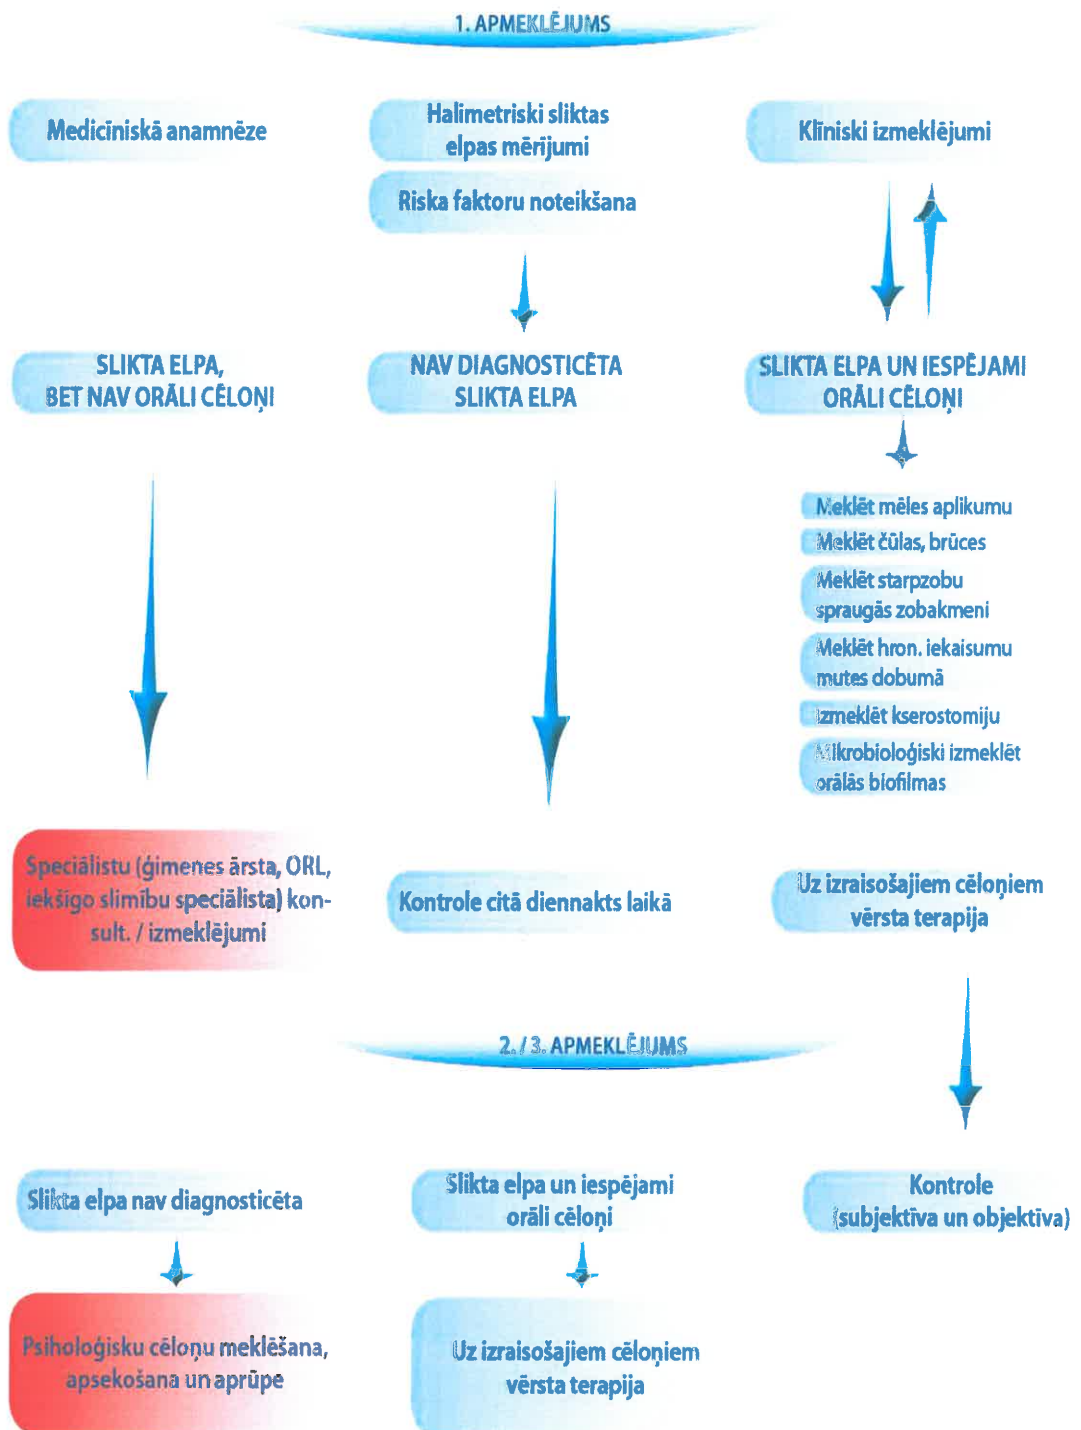 1. APMEKLĒJUMS
Medicīniskā anamnēze
Halimetriski sliktas
elpas mērījumi
Klīniski izmeklējumi
Riska faktoru noteikšana
SLIKTA ELPA,
BET NAV ORĀLI CĒLOŅI
NAV DIAGNOSTICĒTA
SLIKTA ELPA
SLIKTA ELPA UN IESPĒJAMI
ORĀLI CĒLOŅI
Meklēt mēles aplikumu
Meklēt čūlas, brūces
Meklēt starpzobu
spraugās zobakmeni
Meklēt hron. iekaisumu
mutes dobumā
Izmeklēt kserostomiju
Mikrobioloģiski izmeklēt
orālās biofilmas
Speciālistu (ģimenes ārsta, ORL,
iekšīgo slimību speciālista) kon-
sult. / izmeklējumi
Kontrole citā diennakts laikā
Uz izraisošajiem cēloņiem
vērsta terapija
2. / 3. APMEKLĒJUMS
Slikta elpa nav diagnosticēta
Slikta elpa un iespējami
orāli cēloņi
Kontrole
(subjektīva un objektīva)
Psiholoģisku cēloņu meklēšana,
apsekošana un aprūpe
Uz izraisošajiem cēloņiem
vērsta terapija